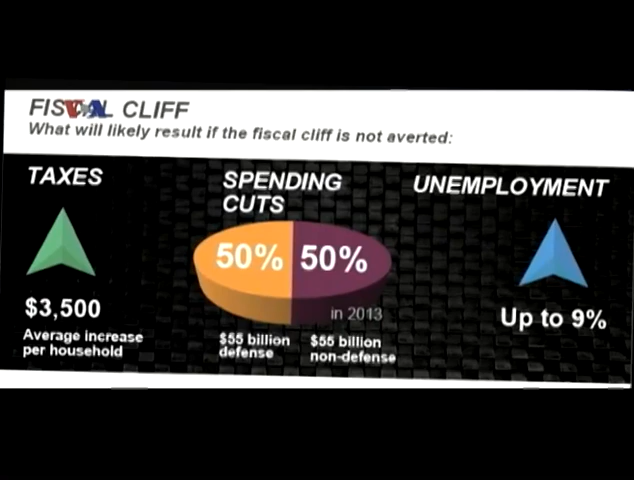 FISCAL CLIFF
What will likely result if the fiscal cliff is not averted:
TAXES
$3,500
Average increase
per household
SPENDING
CUTS
50% 50%
in 2013
$55 billion
defense
$55 billion
non-defense
UNEMPLOYMENT
Up to 9%
VOA